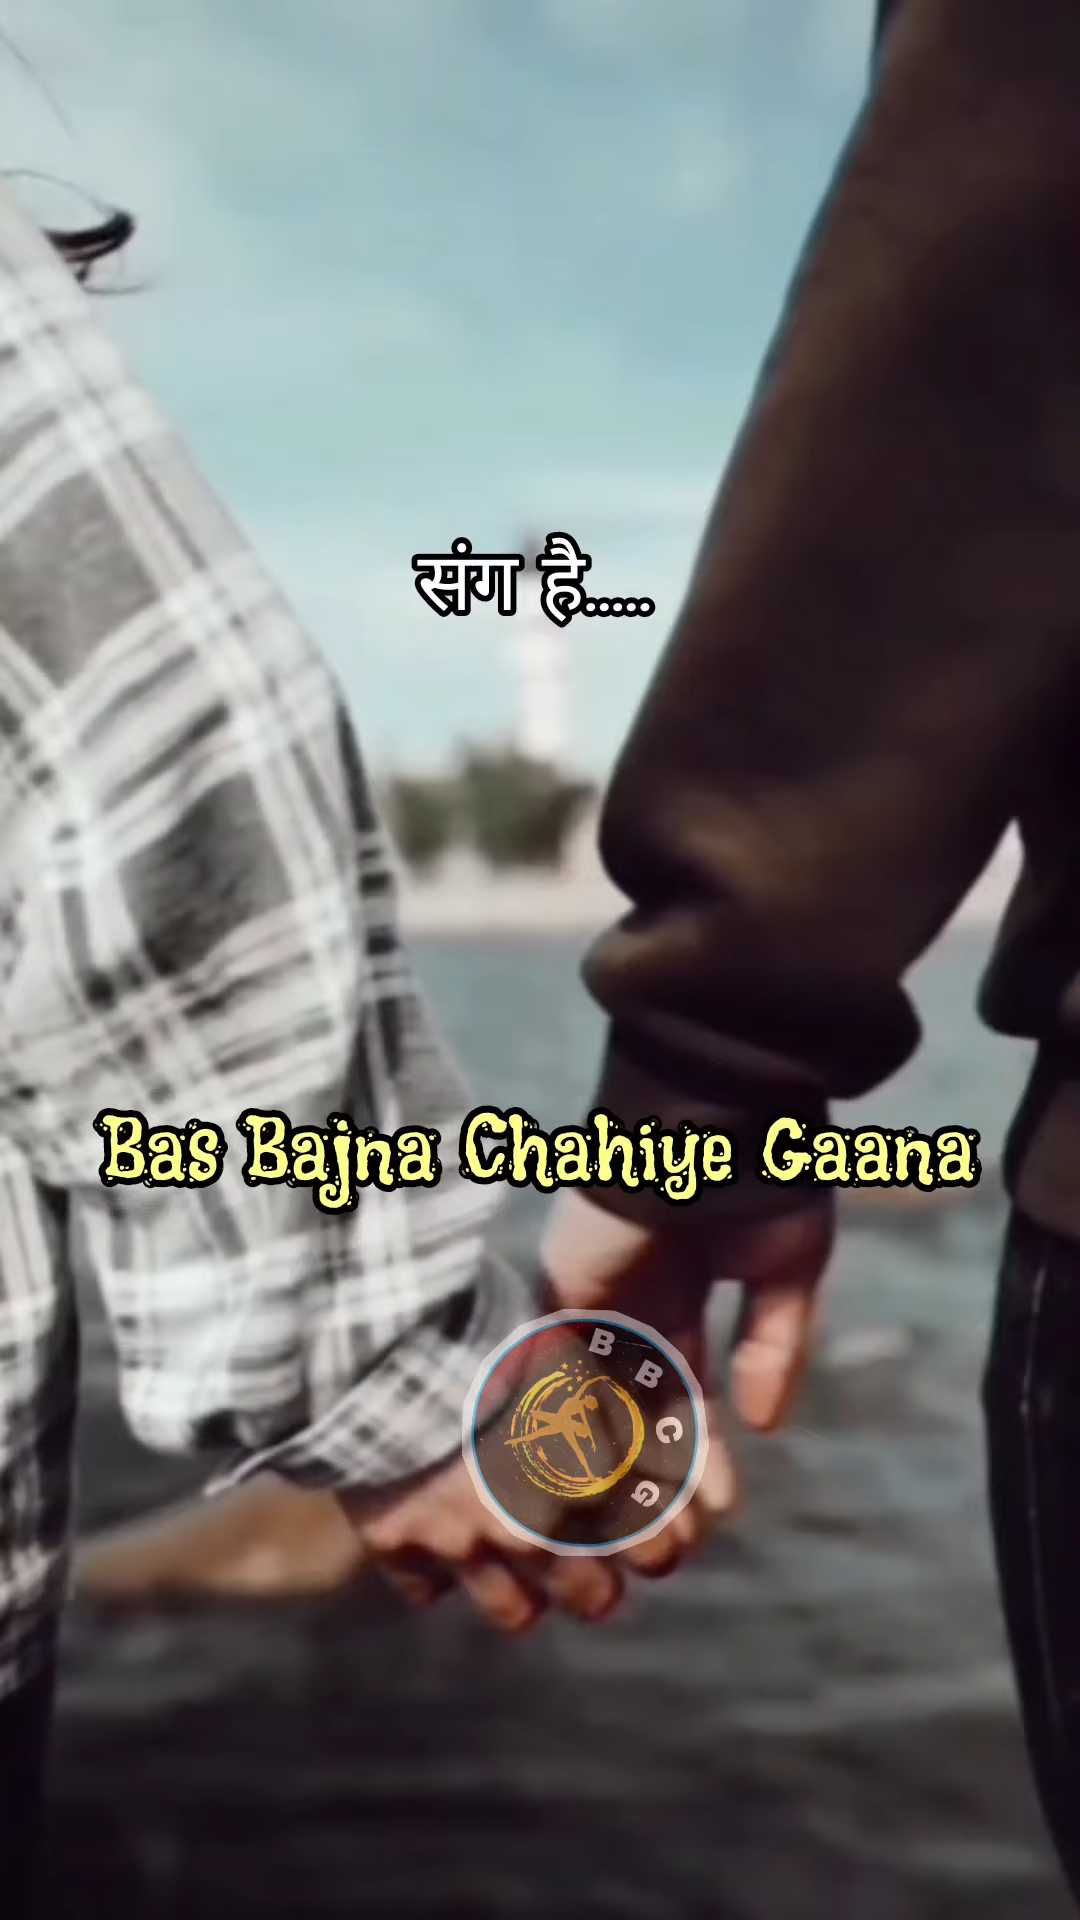 संग है.....
Bas Bajna Chahiye Gaana
B B C G